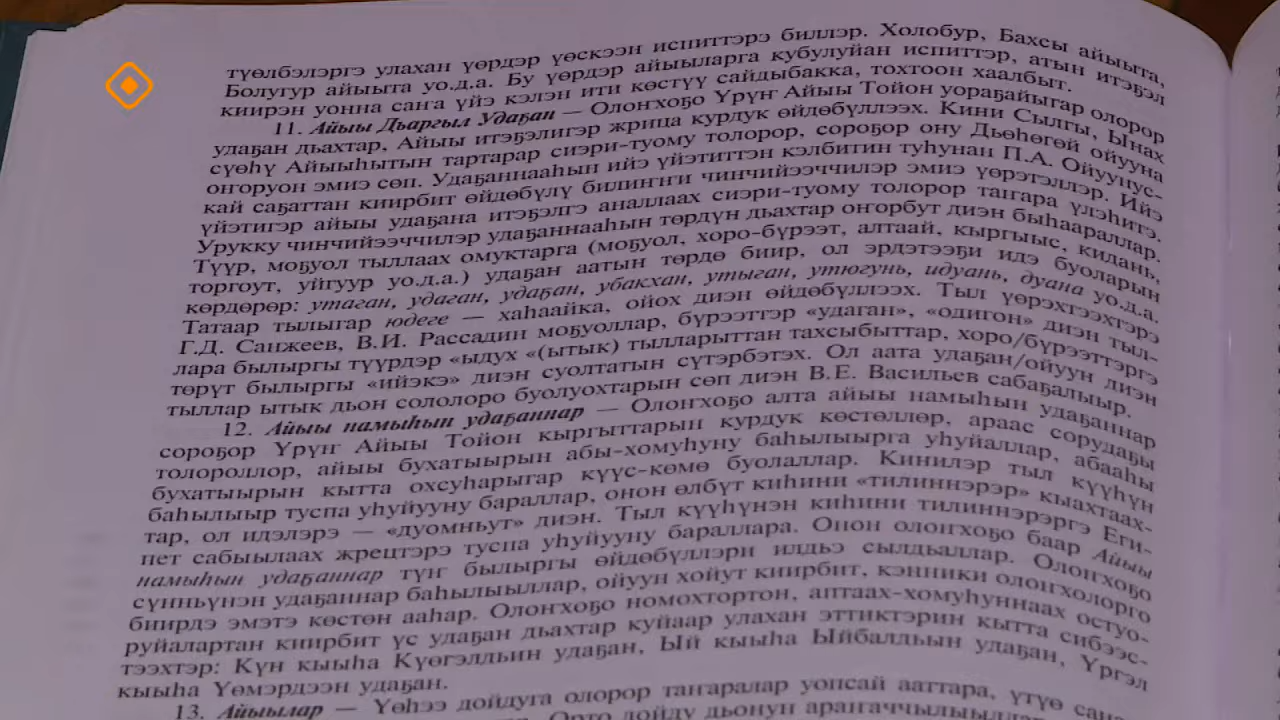 түөлбэлэргэ улахан үөрдэр үөскээн испиттэрэ биллэр. Холобур, Бахсы айыыта,
Болугур айыыта уо.д.а. Бу үөрдэр айыыларга кубулуйан испиттэр, атын итэҕэл
киирэн уонна саҥа үйэ кэлэн ити көстүү сайдыбакка, тохтоон хаалбыт.
11. Айыы Дьаргыл Удаҕан — Олоҥхоҕо Үрүҥ Айыы Тойон уораҕайыгар олорор
удаҕан дьахтар, Айыы итэҕэлигэр жрица курдук өйдөбүллээх. Кини Сылгы, Ынах
сүөһү Айыыһытын тартарар сиэри-туому толорор, сороҕор ону Дьөһөгөй ойууна
оҥоруон эмиэ сөп. Удаҕаннааһын ийэ үйэтиттэн кэлбитин туһунан П.А. Ойуунус-
кай саҕаттан киирбит өйдөбүлү билиҥҥи чинчийээччилэр эмиэ үөрэтэллэр. Ийэ
үйэтигэр айыы удаҕана итэҕэлгэ аналлаах сиэри-туому толорор таҥара үлэһитэ.
Урукку чинчийээччилэр удаҕаннааһын төрдүн дьахтар оҥорбут диэн быһаараллар.
Түүр, моҕуол тыллаах омуктарга (моҕуол, хоро-бүрээт, алтаай, кыргыыс, кидань,
торгоут, уйгуур уо.д.а.) удаҕан аатын төрдө биир, ол эрдэтээҕи идэ буоларын
көрдөрөр: утаган, удаган, удаҕан, убакхан, утыган, утюгунь, идуань, дуана уо.д.а.
Татаар тылыгар юдеге — хаһаайка, ойох диэн өйдөбүллээх. Тыл үөрэхтээхтэрэ
Г.Д. Санжеев, В.И. Рассадин моҕуоллар, бүрээттэр «удаган», «одигон» диэн тыл-
лара былыргы түүрдэр «ыдух «(ытык) тылларыттан тахсыбыттар, хоро/бүрээттэргэ
төрүт былыргы «ийэкэ» диэн суолтатын сүтэрбэтэх. Ол аата удаҕан/ойуун диэн
тыллар ытык дьон сололоро буолуохтарын сөп диэн В.Е. Васильев сабаҕалыыр.
12. Айыы намыһын удаҕаннар — Олоҥхоҕо алта айыы намыһын удаҕаннар
сороҕор Үрүҥ Айыы Тойон кыргыттарын курдук көстөллөр, араас сорудаҕы
толороллор, айыы бухатыырын абы-хомуһуну баһылыырга уһуйаллар, абааһы
бухатыырын кытта охсуһарыгар күүс-көмө буолаллар. Кинилэр тыл күүһүн
баһылыыр туспа уһуйууну бараллар, онон өлбүт киһини «тилиннэрэр» кыахтаах-
тар, ол идэлэрэ — «дуомньут» диэн. Тыл күүһүнэн киһини тилиннэрэргэ Еги-
пет сабыылаах жрецтэрэ туспа уһуйууну бараллара. Онон олоҥхоҕо баар Айыы
намыһын удаҕаннар түҥ былыргы өйдөбүллэри илдьэ сылдьаллар. Олоҥхоҕо
сүнньүнэн удаҕаннар баһылыыллар, ойуун хойут киирбит, кэнники олоҥхолорго
биирдэ эмэтэ көстөн ааһар. Олоҥхоҕо номохтортон, аптаах-хомуһуннаах остуо-
руйалартан киирбит үс удаҕан дьахтар куйаар улахан эттиктэрин кытта сибээс-
тээхтэр: Күн кыыһа Күөгэлльин удаҕан, Ый кыыһа Ыйбалдьын удаҕан, Үргэл
кыыһа Үөмэрдээн удаҕан.
13. Айыылар — Үөһээ дойдуга олорор таҥаралар уопсай ааттара, үтүө
Орто дойду дьонун